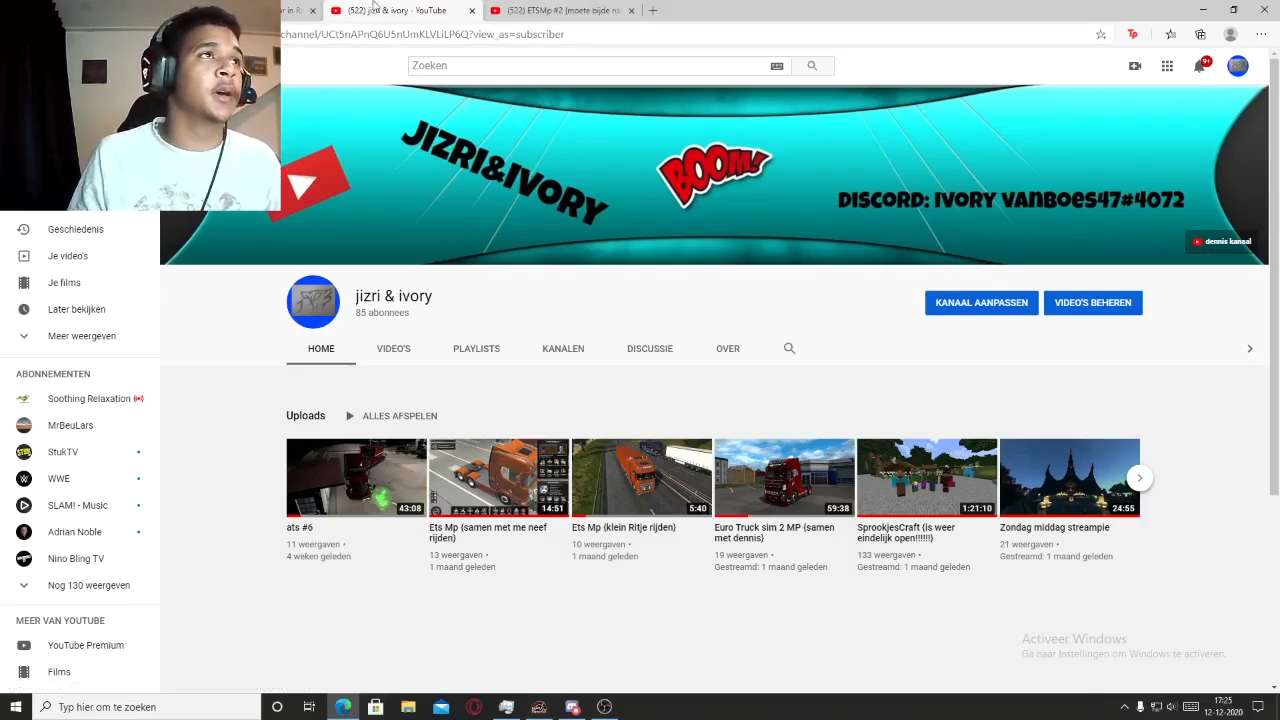 (522) jizri
(522) ETS #2
channel/UCt5nAPnQ6U5nUmKLVLiLP6Q?view_as=subscriber
Zoeken
9+
JIZRI&IVORY
BOOM!
DISCORD: IVORY VANBOES47#4072
dennis kanaal
Geschiedenis
Je video's
Je films
Later bekijken
Meer weergeven
ABONNEMENTEN
Soothing Relaxation
MrBeuLars
StukTV
WWE
SLAM! - Music
Adrian Noble
Nino Bling TV
Nog 130 weergeven
MEER VAN YOUTUBE
YouTube Premium
Films
jizri & ivory
85 abonnees
KANAAL AANPASSEN
VIDEO'S BEHEREN
HOME VIDEO'S PLAYLISTS KANALEN DISCUSSIE OVER
Uploads ALLES AFSPELEN
43:08
ats #6
11 weergaven •
4 weken geleden
14:51
Ets Mp {samen met me neef
rijden}
13 weergaven •
1 maand geleden
5:40
Ets Mp {klein Ritje rijden}
10 weergaven •
1 maand geleden
59:38
Euro Truck sim 2 MP {samen
met dennis}
19 weergaven •
Gestreamd: 1 maand geleden
1:21:10
SprookjesCraft {is weer
eindelijk open!!!!!!}
133 weergaven •
Gestreamd: 1 maand geleden
24:55
Zondag middag streampie
21 weergaven •
Gestreamd: 1 maand geleden
Activeer Windows
Ga naar Instellingen om Windows te activeren.
Typ hier om te zoeken
17:25
12-12-2020